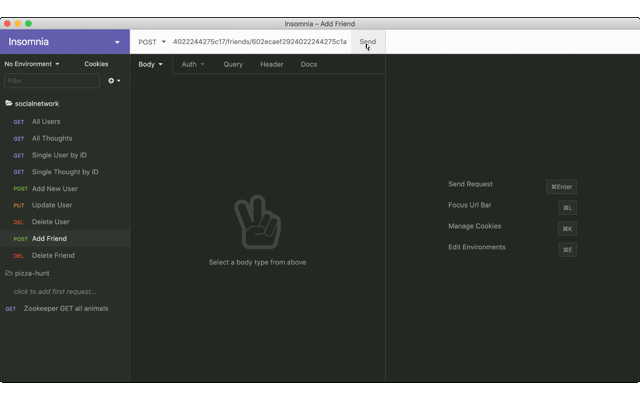 Insomnia – Add Friend
Insomnia
POST 4022244275c17/friends/602ecaef2924022244275c1a Send
No Environment Cookies
Body Auth Query Header Docs
Filter
socialnetwork
GET All Users
GET All Thoughts
GET Single User by ID
GET Single Thought by ID
POST Add New User
PUT Update User
DEL Delete User
POST Add Friend
DEL Delete Friend
pizza-hunt
click to add first request...
GET Zookeeper GET all animals
Select a body type from above
Send Request ⌘Enter
Focus Url Bar ⌘L
Manage Cookies ⌘K
Edit Environments ⌘E